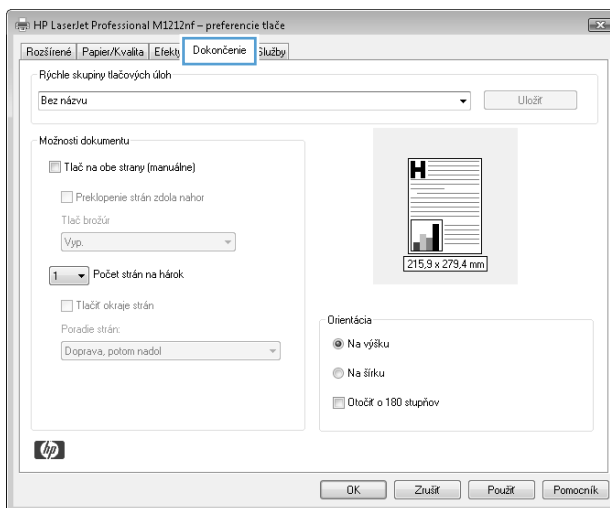 HP LaserJet Professional M1212nf – preferencie tlače
Rozšírené Papier/Kvalita Efekty Dokončenie Služby
Rýchle skupiny tlačových úloh
Bez názvu Uložiť
Možnosti dokumentu
Tlač na obe strany (manuálne)
Preklopenie strán zdola nahor
Tlač brožúr
Vyp.
1 Počet strán na hárok
Tlačiť okraje strán
Poradie strán:
Doprava, potom nadol
H
215,9 x 279,4 mm
Orientácia
Na výšku
Na šírku
Otočiť o 180 stupňov
hp
OK Zrušiť Použiť Pomocník